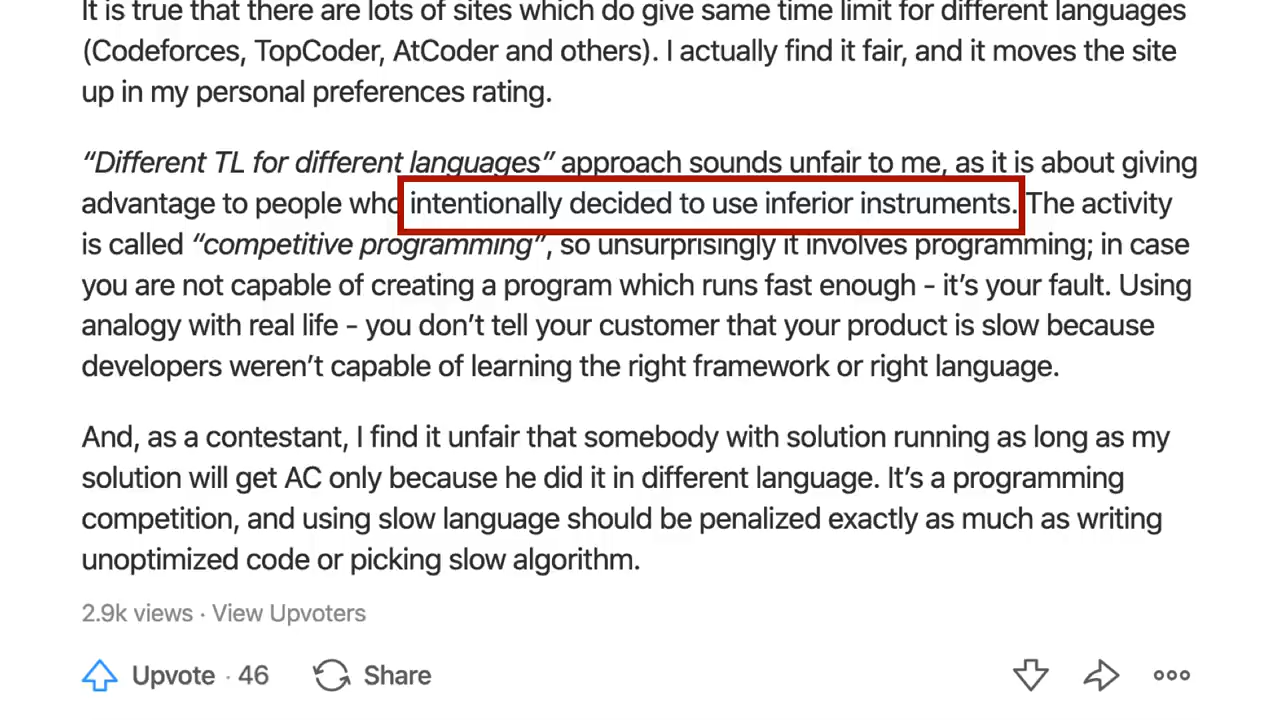 It is true that there are lots of sites which do give same time limit for different languages
(Codeforces, TopCoder, AtCoder and others). I actually find it fair, and it moves the site
up in my personal preferences rating.
“Different TL for different languages” approach sounds unfair to me, as it is about giving
advantage to people who intentionally decided to use inferior instruments. The activity
is called “competitive programming”, so unsurprisingly it involves programming; in case
you are not capable of creating a program which runs fast enough - it’s your fault. Using
analogy with real life - you don’t tell your customer that your product is slow because
developers weren’t capable of learning the right framework or right language.
And, as a contestant, I find it unfair that somebody with solution running as long as my
solution will get AC only because he did it in different language. It’s a programming
competition, and using slow language should be penalized exactly as much as writing
unoptimized code or picking slow algorithm.
2.9k views · View Upvoters
Upvote · 46 Share